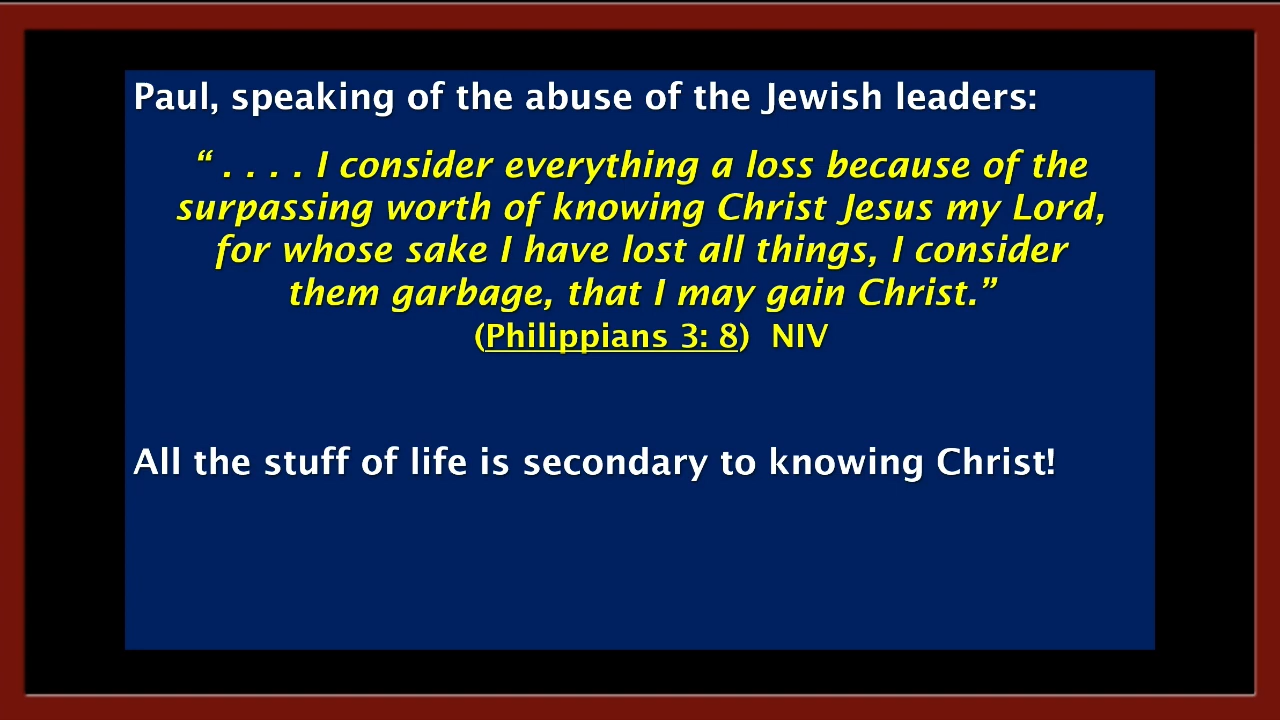 Paul, speaking of the abuse of the Jewish leaders:
“ . . . . I consider everything a loss because of the
surpassing worth of knowing Christ Jesus my Lord,
for whose sake I have lost all things, I consider
them garbage, that I may gain Christ.”
(Philippians 3: 8)  NIV
All the stuff of life is secondary to knowing Christ!